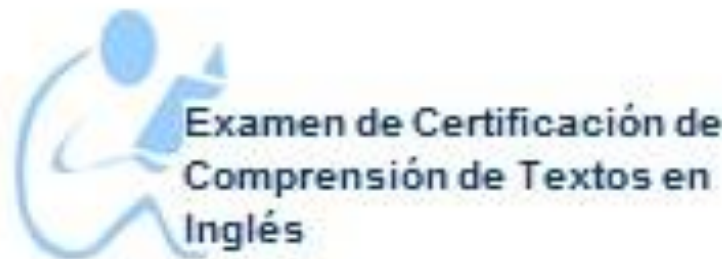 Examen de Certificación de
Comprensión de Textos en
Inglés